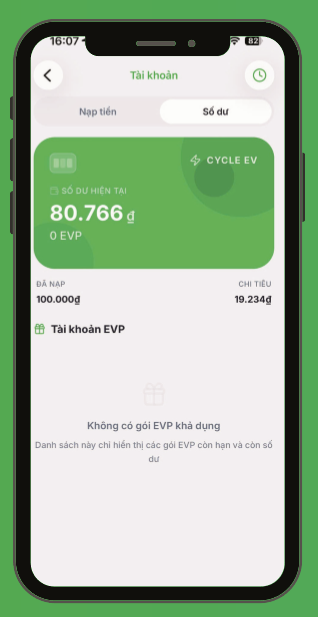 16:07
82
Tài khoản
Nạp tiền
Số dư
CYCLE EV
SỐ DƯ HIỆN TẠI
80.766 ₫
0 EVP
ĐÃ NẠP
CHI TIÊU
100.000₫
19.234₫
Tài khoản EVP
Không có gói EVP khả dụng
Danh sách này chỉ hiển thị các gói EVP còn hạn và còn số
dư